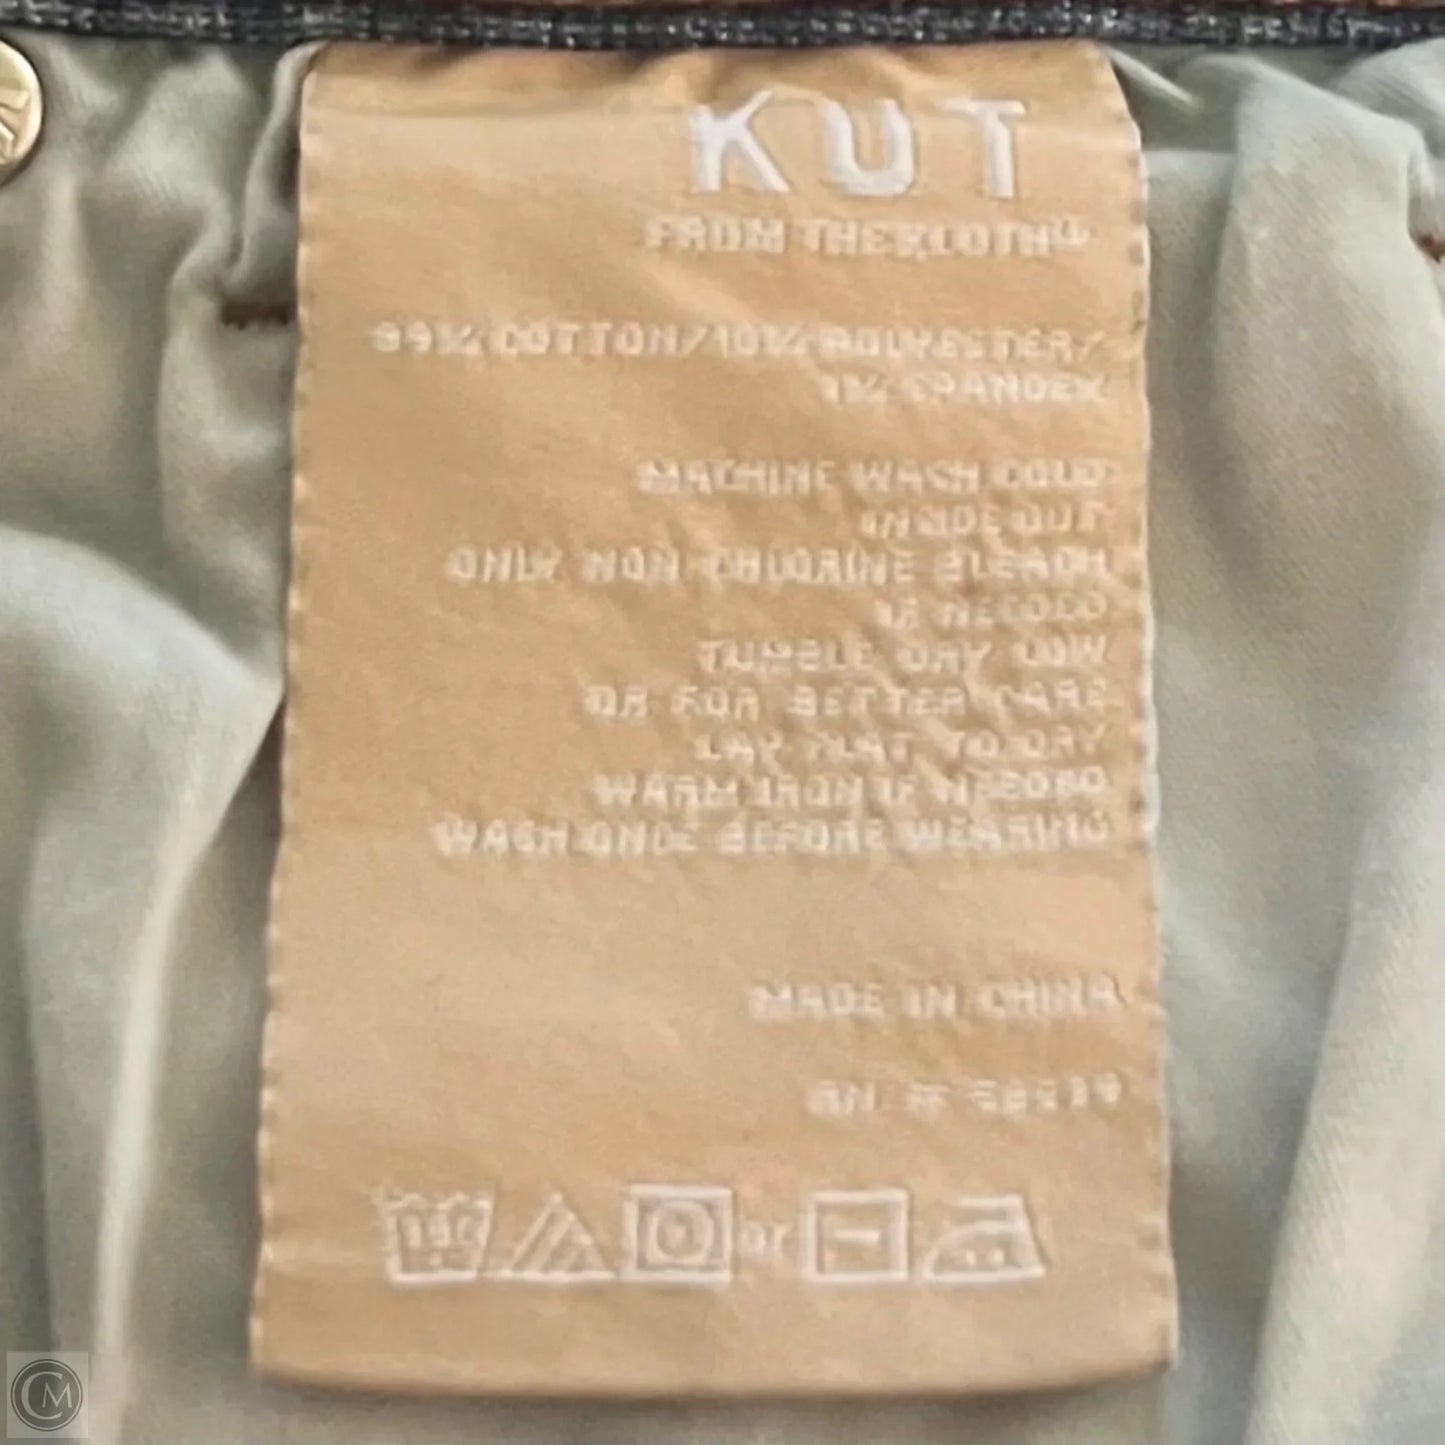 KUT
FROM THE KLOTH
COTTON/10% POLYESTER/
1% SPANDEX
MACHINE WASH COLD
INSIDE OUT
ONLY NON CHLORINE BLEACH
IF NEEDED
TUMBLE DRY LOW
OR FOR BETTER CARE
LAY FLAT TO DRY
WARM IRON IF NEEDED
WASH ONCE BEFORE WEARING
MADE IN CHINA
RN #
or
CM